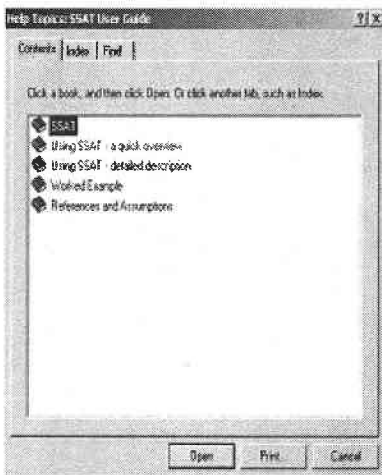 Help Topics: SSAT User Guide
Contents Index Find
Click a book, and then click Open. Or click another tab, such as Index.
SSAT
Using SSAT - a quick overview
Using SSAT - detailed description
Worked Example
References and Assumptions
Open Print... Cancel